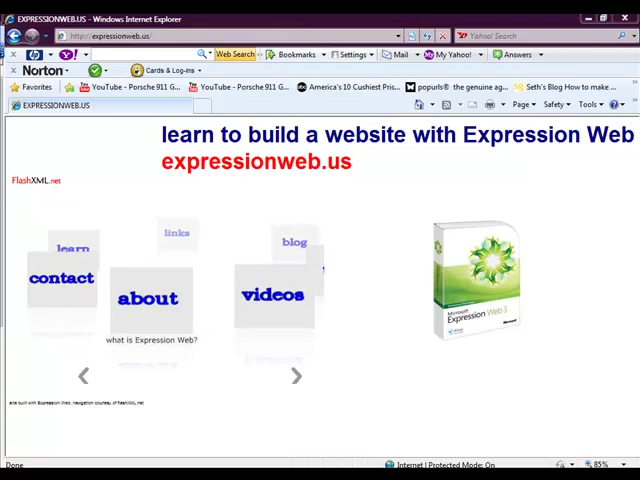 EXPRESSIONWEB.US - Windows Internet Explorer
http://expressionweb.us/
Yahoo! Search
hp Y! Web Search Bookmarks Settings Mail My Yahoo! Answers
x Norton Cards & Log-ins
Favorites YouTube - Porsche 911 G... YouTube - Porsche 911 G... America's 10 Cushiest Pris... popurls® the genuine ag... Seth's Blog How to make ...
EXPRESSIONWEB.US
Page Safety Tools
learn to build a website with Expression Web
expressionweb.us
FlashXML.net
links
learn
blog
contact
about
videos
what is Expression Web?
Microsoft
Expression Web 3
Microsoft
site built with Expression Web, navigation courtesy of flashXML.net
Done
Internet | Protected Mode: On
85%